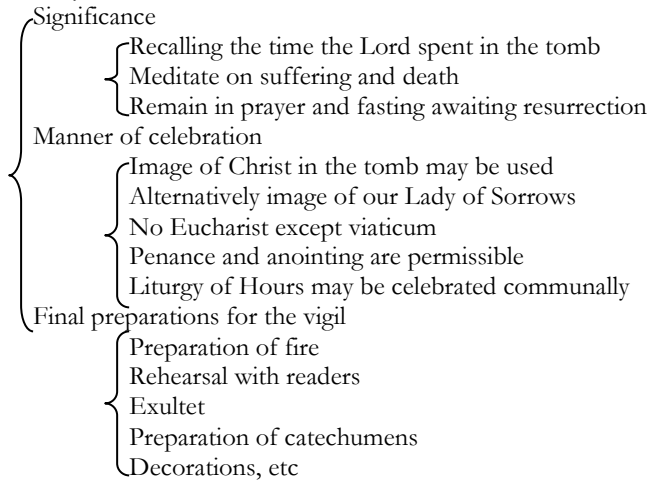 Significance
Recalling the time the Lord spent in the tomb
Meditate on suffering and death
Remain in prayer and fasting awaiting resurrection
Manner of celebration
Image of Christ in the tomb may be used
Alternatively image of our Lady of Sorrows
No Eucharist except viaticum
Penance and anointing are permissible
Liturgy of Hours may be celebrated communally
Final preparations for the vigil
Preparation of fire
Rehearsal with readers
Exultet
Preparation of catechumens
Decorations, etc